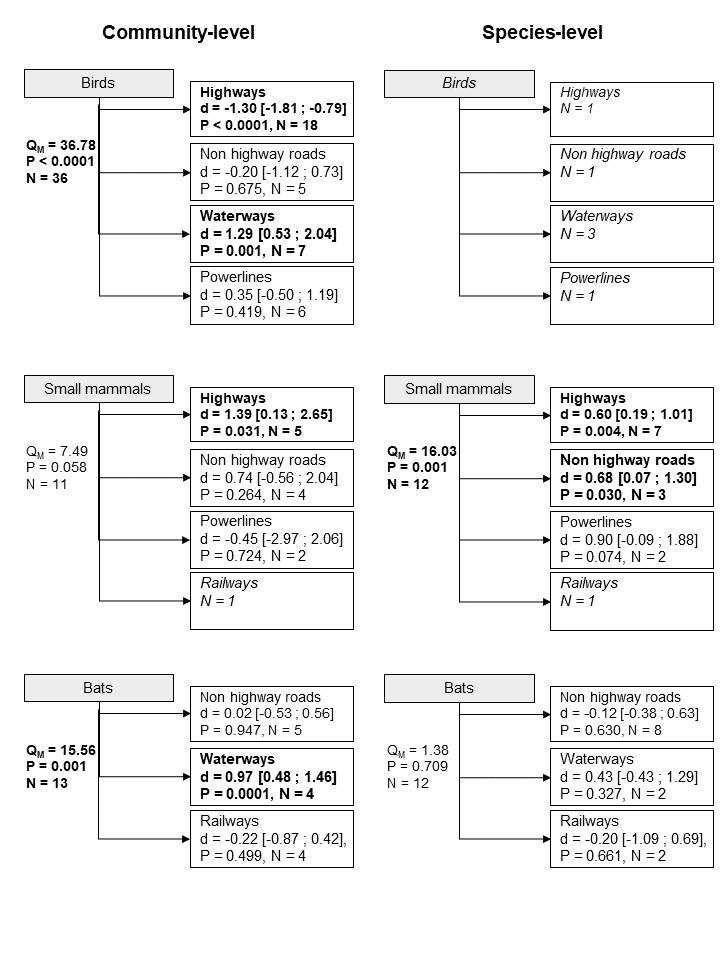 Community-level
Species-level
Birds
Highways
d = -1.30 [-1.81 ; -0.79]
P < 0.0001, N = 18
QM = 36.78
P < 0.0001
N = 36
Non highway roads
d = -0.20 [-1.12 ; 0.73]
P = 0.675, N = 5
Waterways
d = 1.29 [0.53 ; 2.04]
P = 0.001, N = 7
Powerlines
d = 0.35 [-0.50 ; 1.19]
P = 0.419, N = 6
Birds
Highways
N = 1
Non highway roads
N = 1
Waterways
N = 3
Powerlines
N = 1
Small mammals
Highways
d = 1.39 [0.13 ; 2.65]
P = 0.031, N = 5
QM = 7.49
P = 0.058
N = 11
Non highway roads
d = 0.74 [-0.56 ; 2.04]
P = 0.264, N = 4
Powerlines
d = -0.45 [-2.97 ; 2.06]
P = 0.724, N = 2
Railways
N = 1
Small mammals
Highways
d = 0.60 [0.19 ; 1.01]
P = 0.004, N = 7
QM = 16.03
P = 0.001
N = 12
Non highway roads
d = 0.68 [0.07 ; 1.30]
P = 0.030, N = 3
Powerlines
d = 0.90 [-0.09 ; 1.88]
P = 0.074, N = 2
Railways
N = 1
Bats
Non highway roads
d = 0.02 [-0.53 ; 0.56]
P = 0.947, N = 5
QM = 15.56
P = 0.001
N = 13
Waterways
d = 0.97 [0.48 ; 1.46]
P = 0.0001, N = 4
Railways
d = -0.22 [-0.87 ; 0.42],
P = 0.499, N = 4
Bats
Non highway roads
d = -0.12 [-0.38 ; 0.63]
P = 0.630, N = 8
QM = 1.38
P = 0.709
N = 12
Waterways
d = 0.43 [-0.43 ; 1.29]
P = 0.327, N = 2
Railways
d = -0.20 [-1.09 ; 0.69],
P = 0.661, N = 2